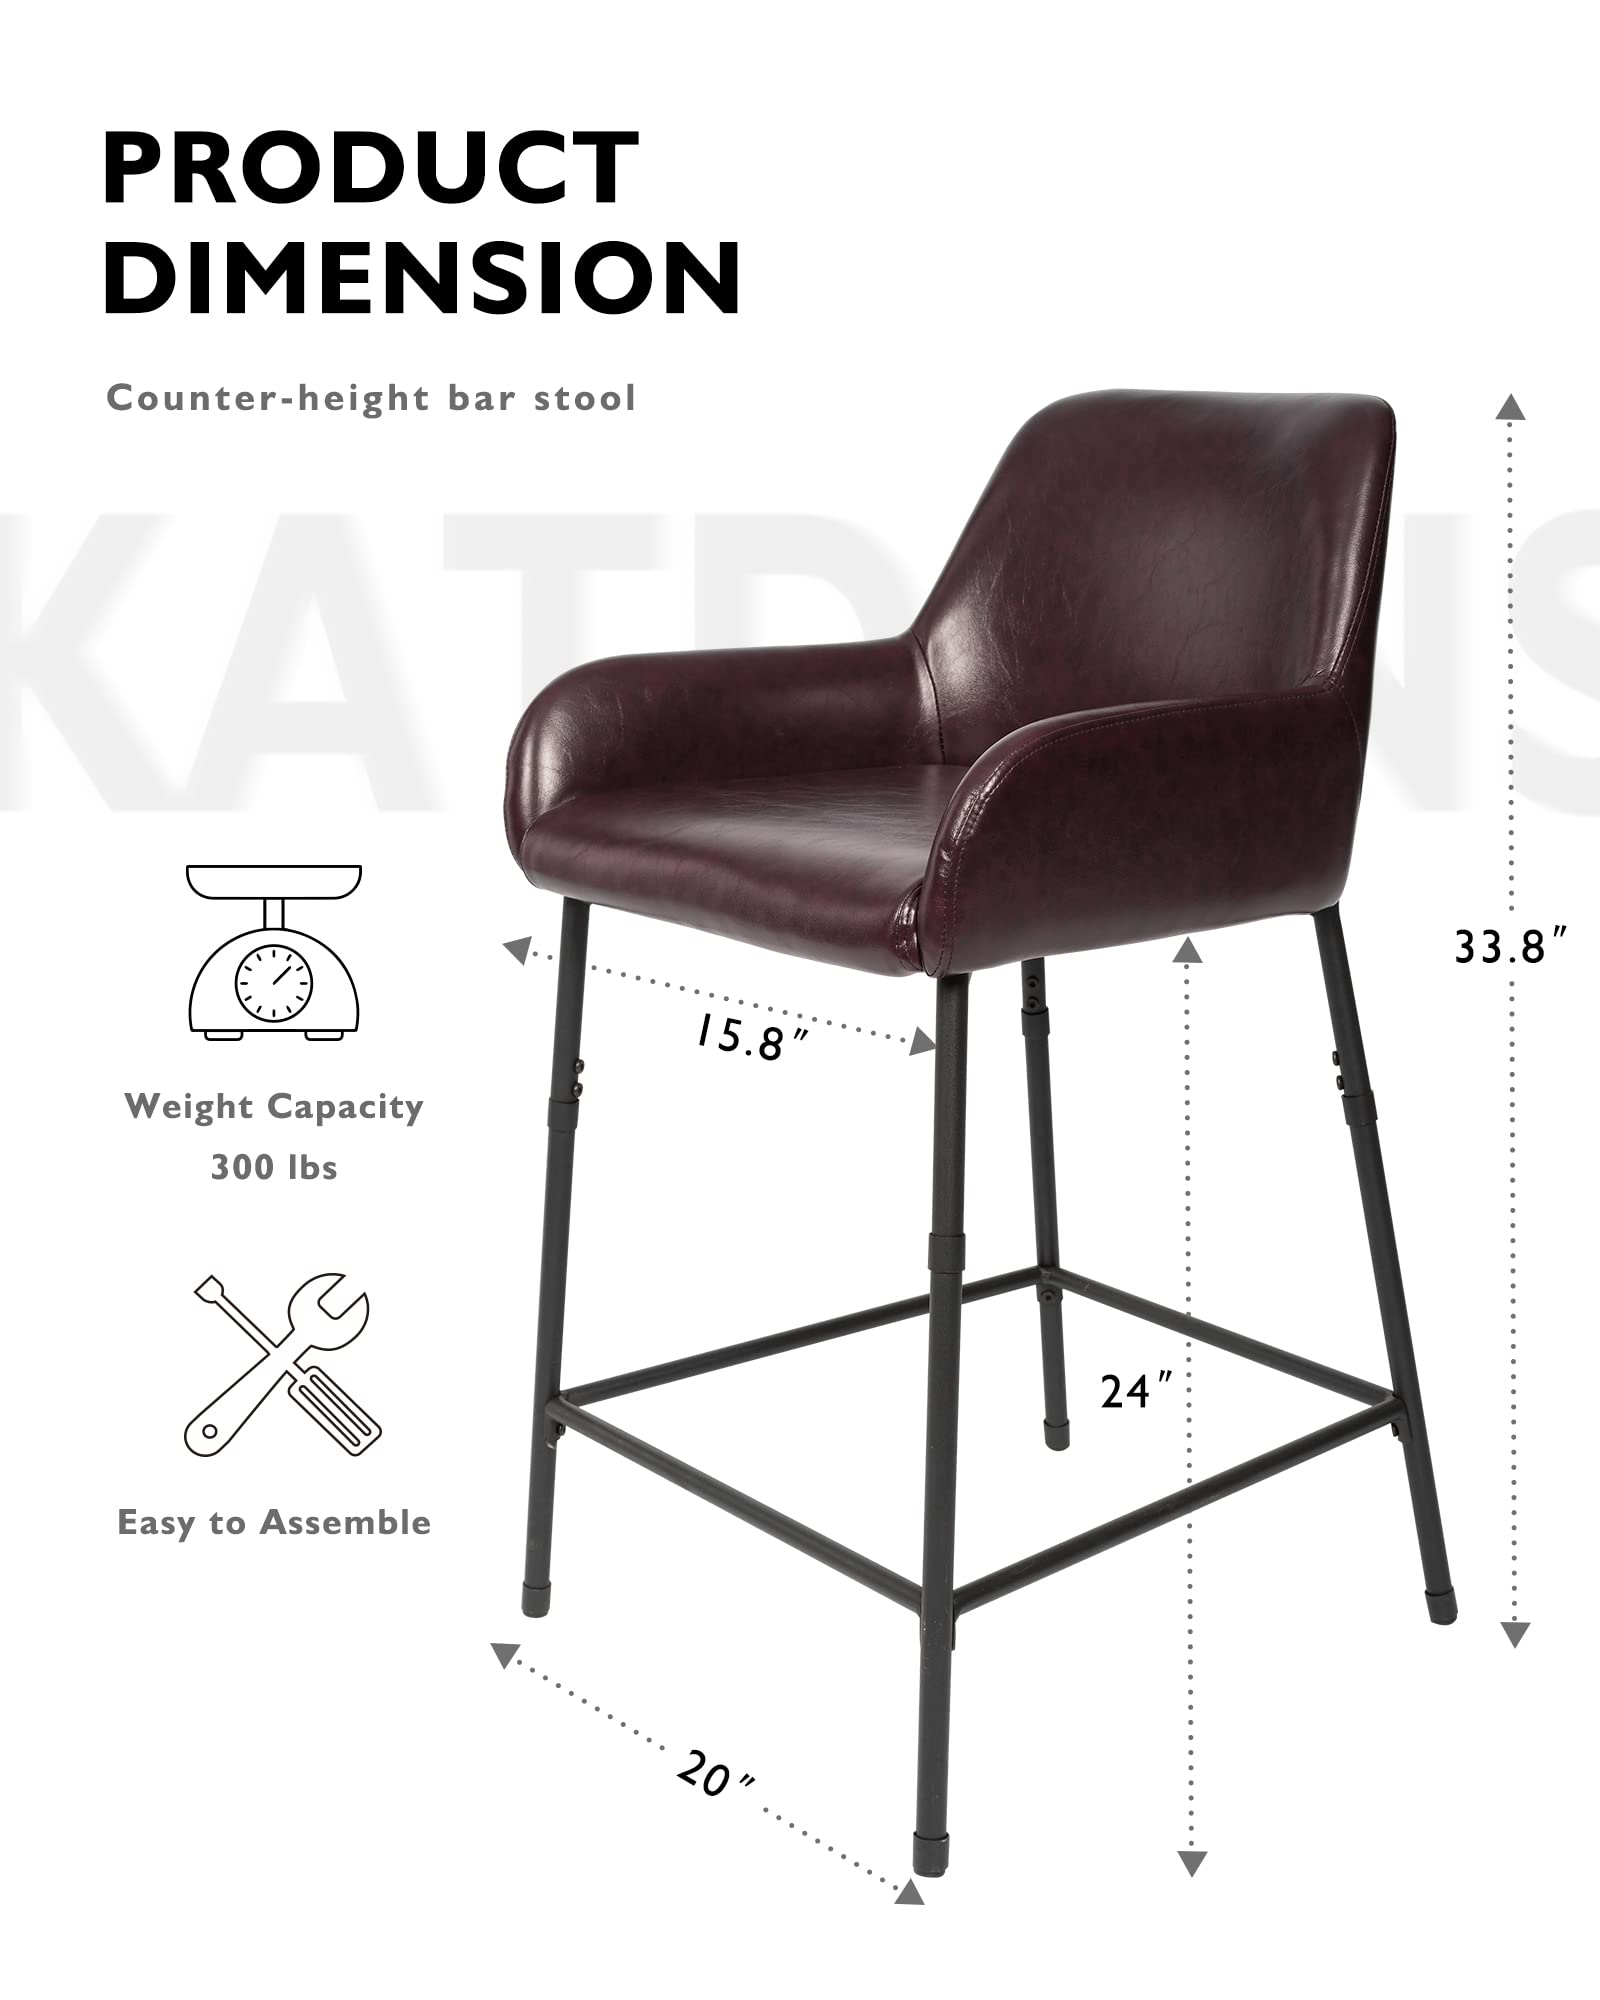 PRODUCT
DIMENSION
Counter-height bar stool
33.8"
15.8"
Weight Capacity
300 lbs
24"
Easy to Assemble
20"